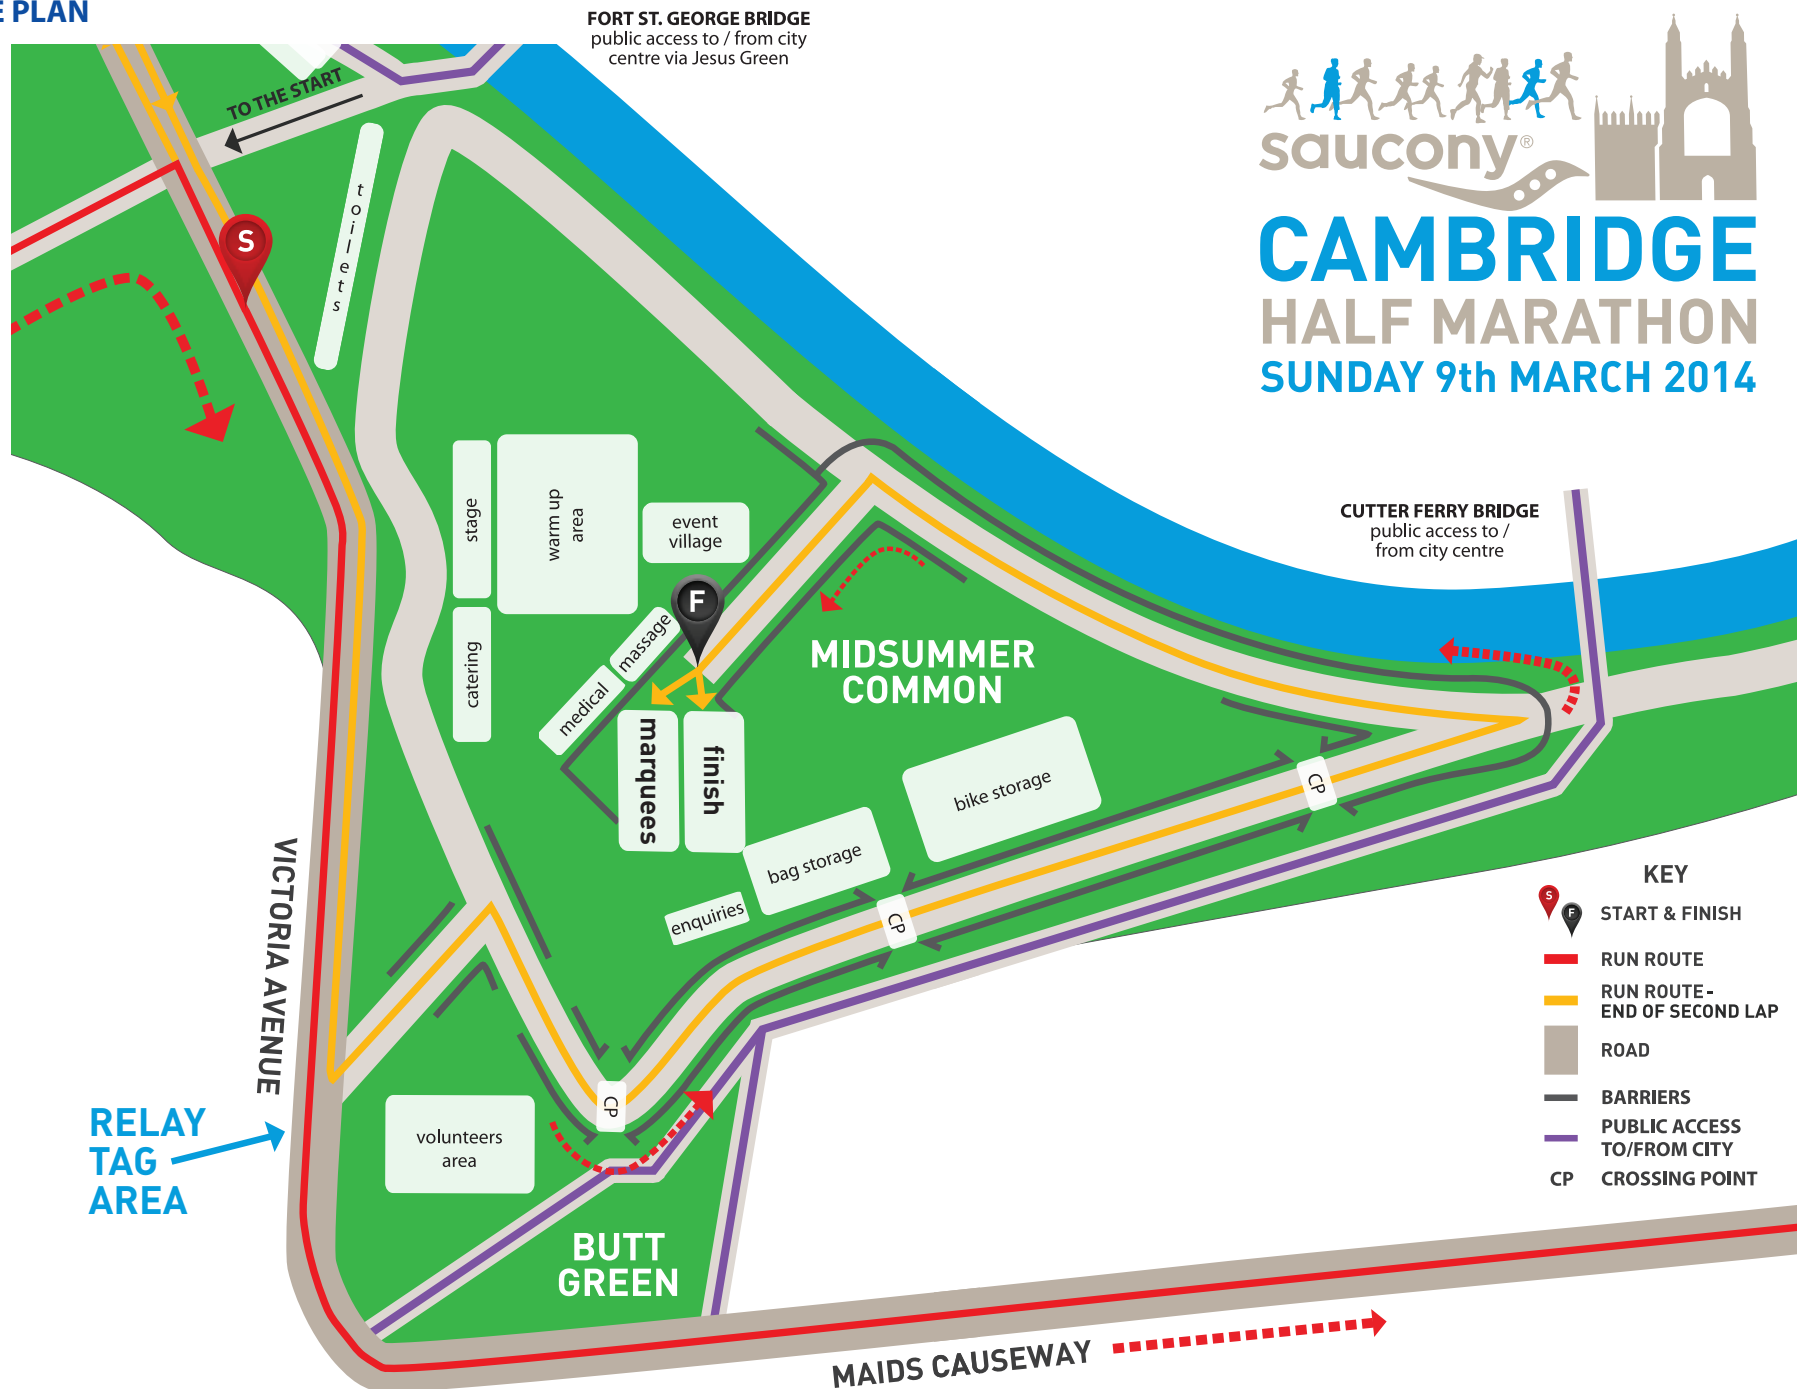 E PLAN
FORT ST. GEORGE BRIDGE
public access to / from city
centre via Jesus Green
TO THE START
toilets
S
saucony®
CAMBRIDGE
HALF MARATHON
SUNDAY 9th MARCH 2014
stage
warm up
area
event
village
CUTTER FERRY BRIDGE
public access to /
from city centre
F
massage
medical
catering
MIDSUMMER
COMMON
marquees
finish
bike storage
CP
bag storage
enquiries
CP
VICTORIA AVENUE
CP
volunteers
area
RELAY
TAG
AREA
BUTT
GREEN
MAIDS CAUSEWAY
KEY
S
F
START & FINISH
RUN ROUTE
RUN ROUTE -
END OF SECOND LAP
ROAD
BARRIERS
PUBLIC ACCESS
TO/FROM CITY
CP CROSSING POINT